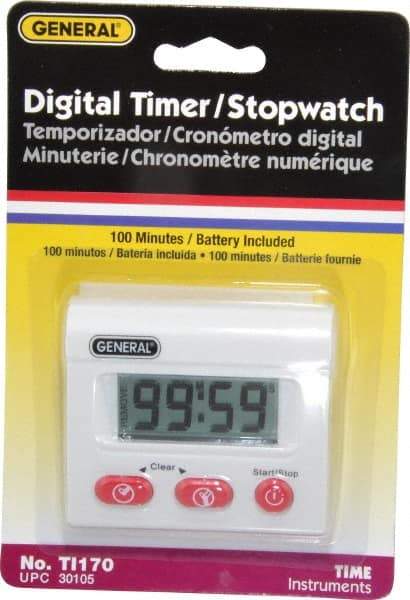 GENERAL®
Digital Timer/Stopwatch
Temporizador/Cronómetro digital
Minuterie/Chronomètre numérique
100 Minutes / Battery Included
100 minutos / Batería incluida • 100 minutes / Batterie fournie
GENERAL®
REMOVE
M S
99:59
Clear
Start/Stop
No. TI170
UPC 30105
TIME
Instruments